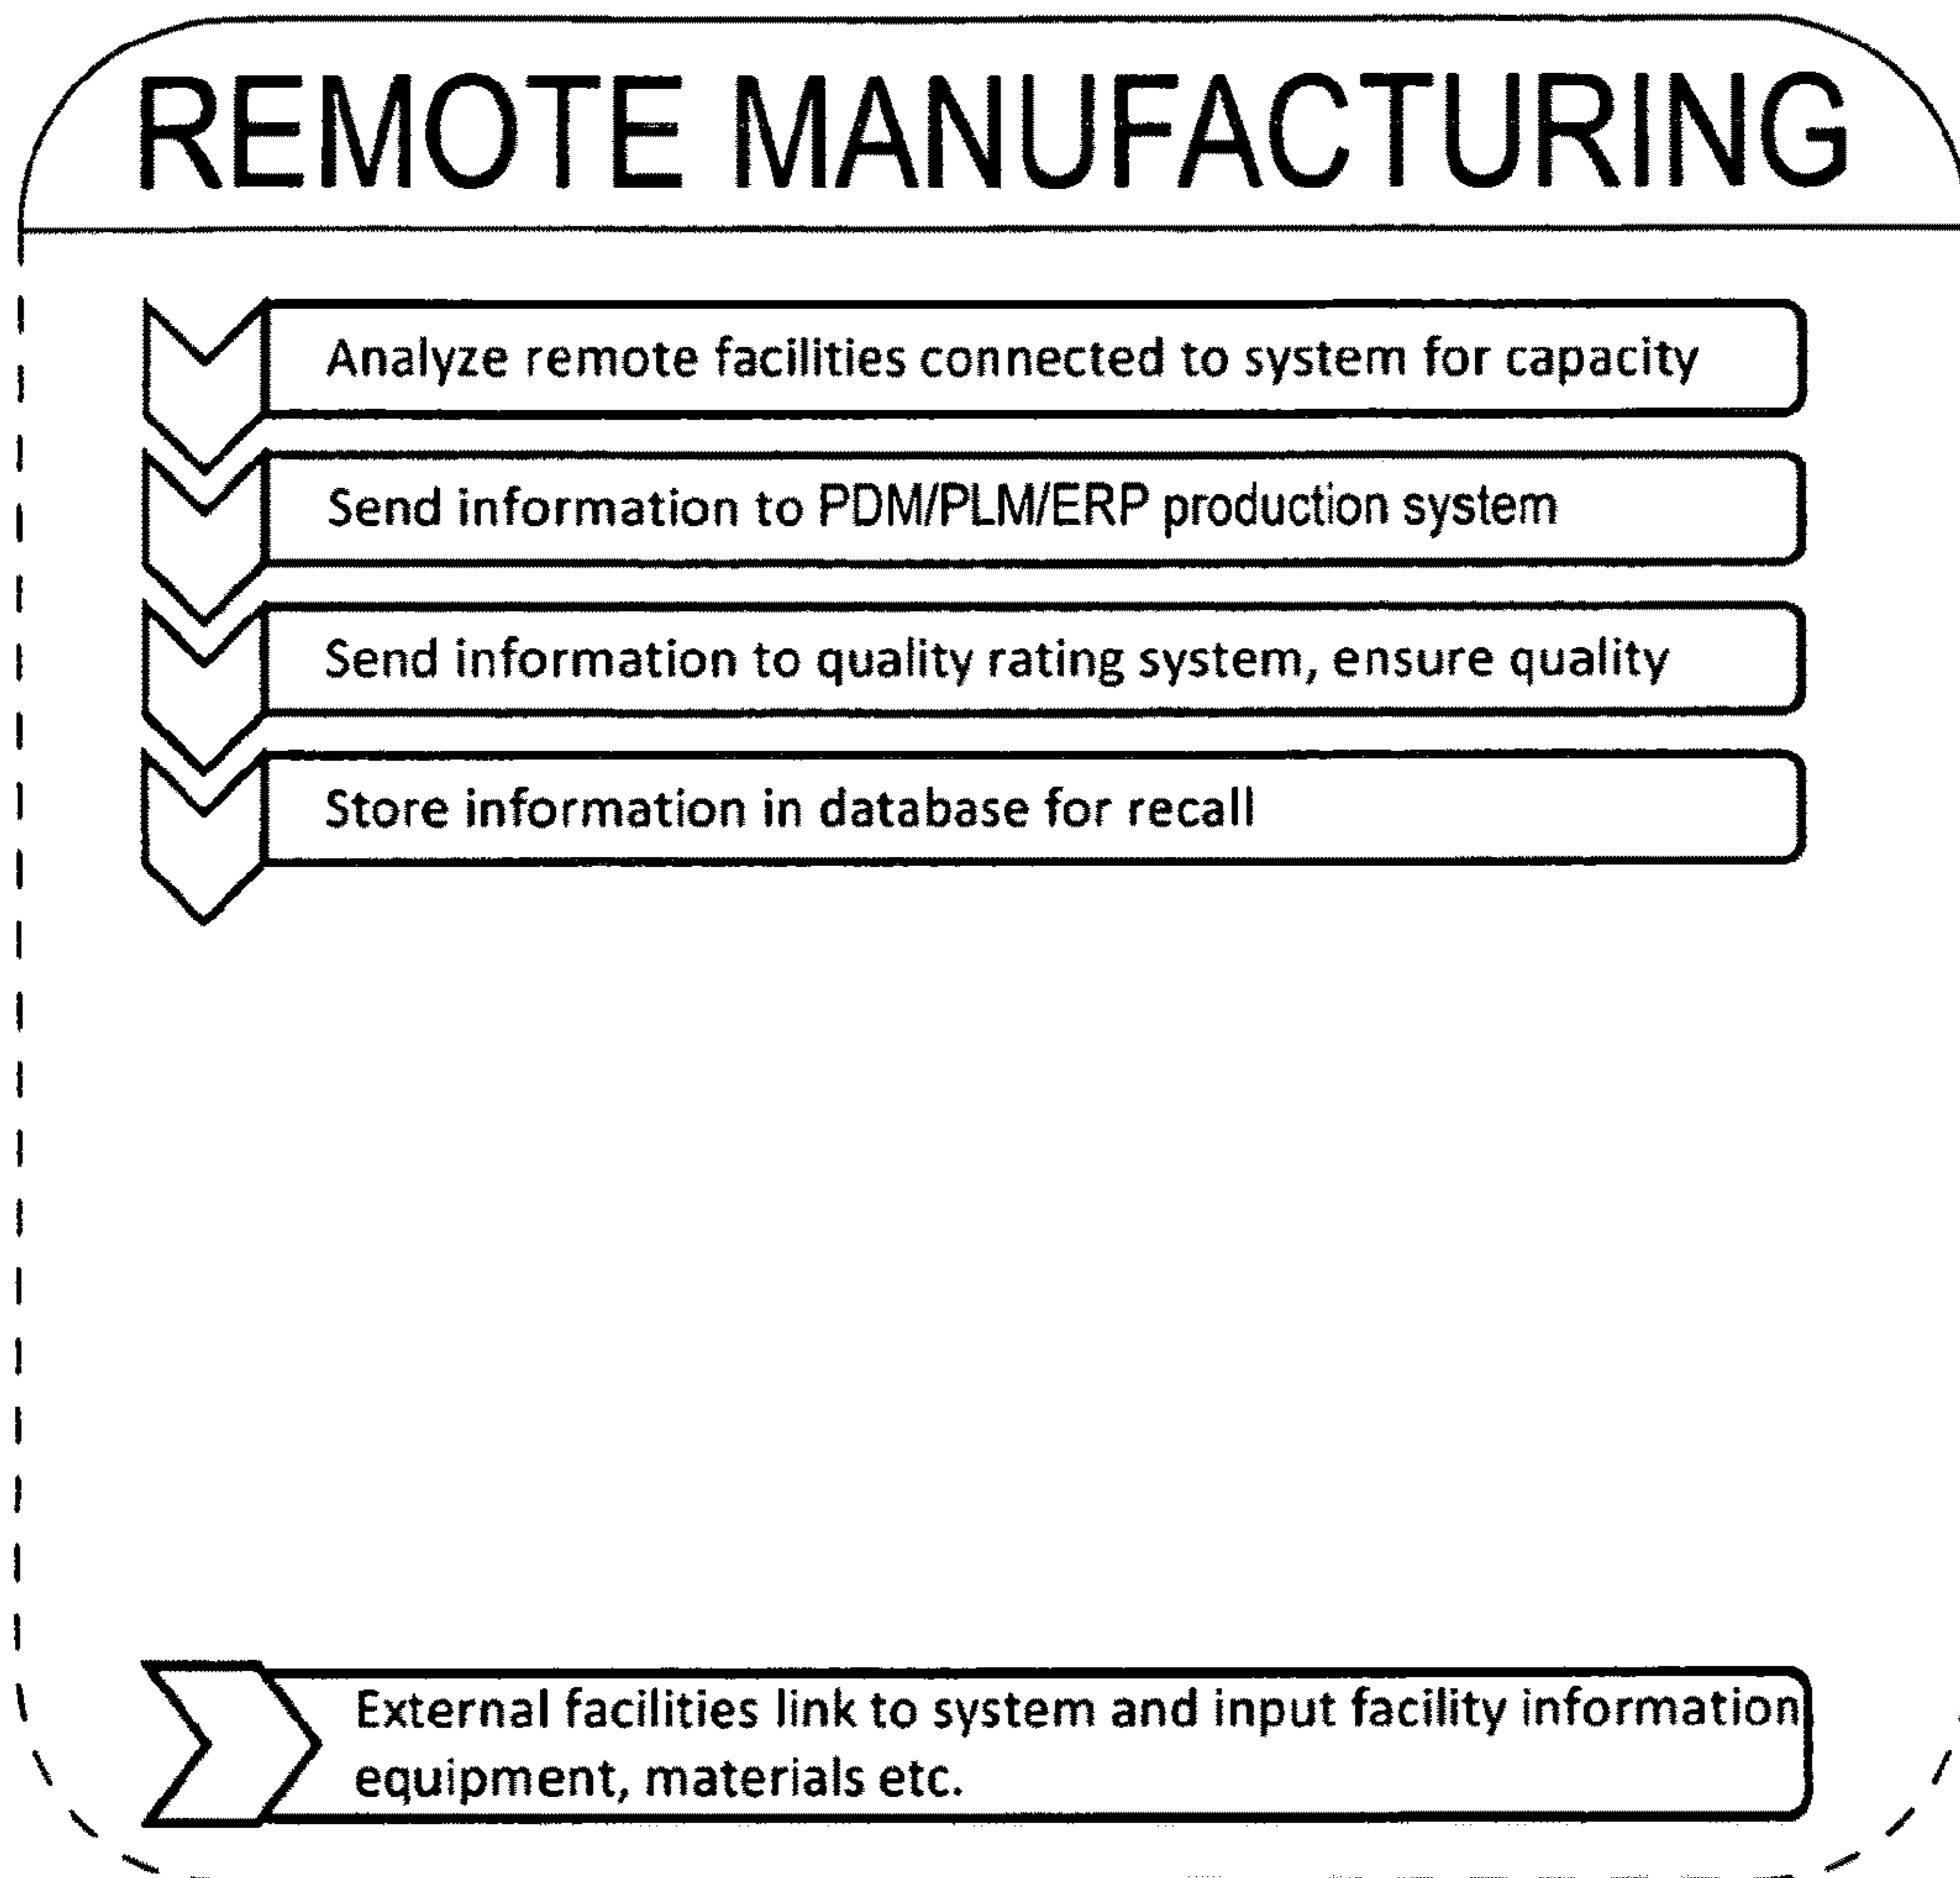 REMOTE MANUFACTURING
Analyze remote facilities connected to system for capacity
Send information to PDM/PLM/ERP production system
Send information to quality rating system, ensure quality
Store information in database for recall
External facilities link to system and input facility information
equipment, materials etc.